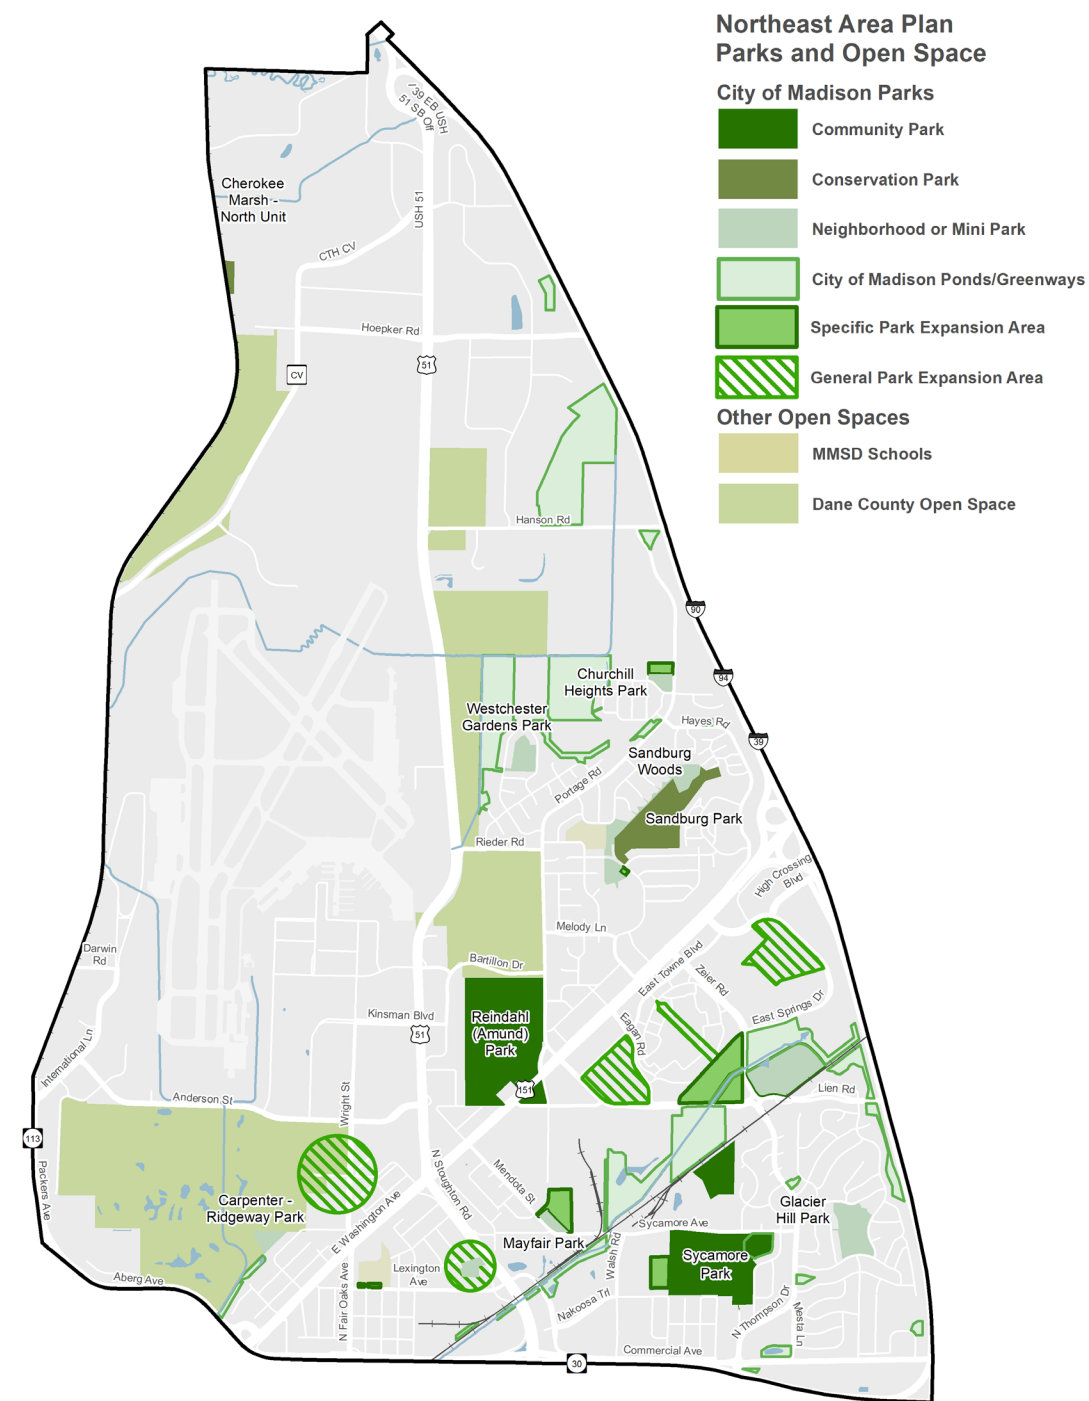 Northeast Area Plan
Parks and Open Space
City of Madison Parks
Community Park
Conservation Park
Neighborhood or Mini Park
City of Madison Ponds/Greenways
Specific Park Expansion Area
General Park Expansion Area
Other Open Spaces
MMSD Schools
Dane County Open Space
39 EB USH
51 SB Off
Cherokee
Marsh -
North Unit
USH 51
CTH CV
Hoepker Rd
51
CV
Hanson Rd
90
94
39
Churchill
Heights Park
Westchester
Gardens Park
Hayes Rd
Sandburg
Woods
Portage Rd
Sandburg Park
Rieder Rd
High Crossing
Blvd
Melody Ln
Darwin
Rd
Bartillon Dr
East Towne Blvd
Zeier Rd
East Springs Dr
Kinsman Blvd
Reindahl
(Amund)
Park
51
Eagan Rd
International Ln
151
Lien Rd
Anderson St
Wright St
113
Packers Ave
N Stoughton Rd
Mendota St
Carpenter -
Ridgeway Park
E Washington Ave
Glacier
Hill Park
Sycamore Ave
Mayfair Park
Walsh Rd
Sycamore
Park
Aberg Ave
Lexington
Ave
N Fair Oaks Ave
Nakoosa Trl
N Thompson Dr
Mesta Ln
Commercial Ave
30